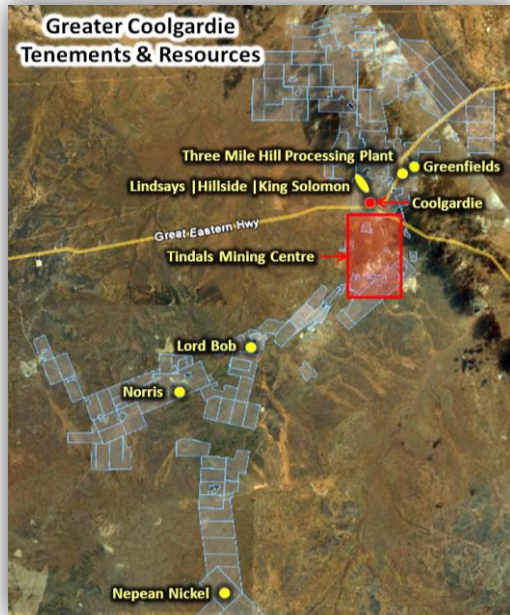 Greater Coolgardie
Tenements & Resources
Three Mile Hill Processing Plant
Greenfields
Lindsays |Hillside |King Solomon
Coolgardie
Great Eastern Hwy
Tindals Mining Centre
Lord Bob
Norris
Nepean Nickel